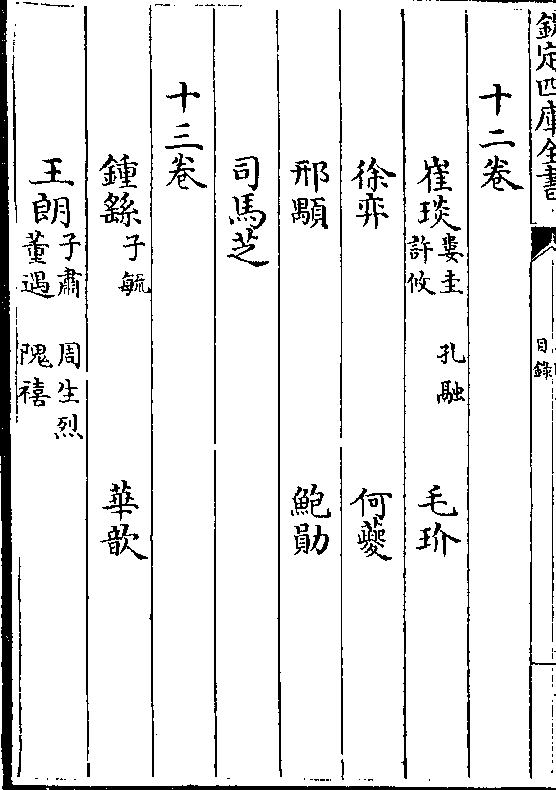 欽定四庫全書
目錄
十二卷
崔琰 婁圭 孔融 許攸 毛玠
徐弈 何夔
邢顒 鮑勛
司馬芝
十三卷
鍾繇 子毓 華歆
王朗 子肅 周生烈 董遇 隗禧